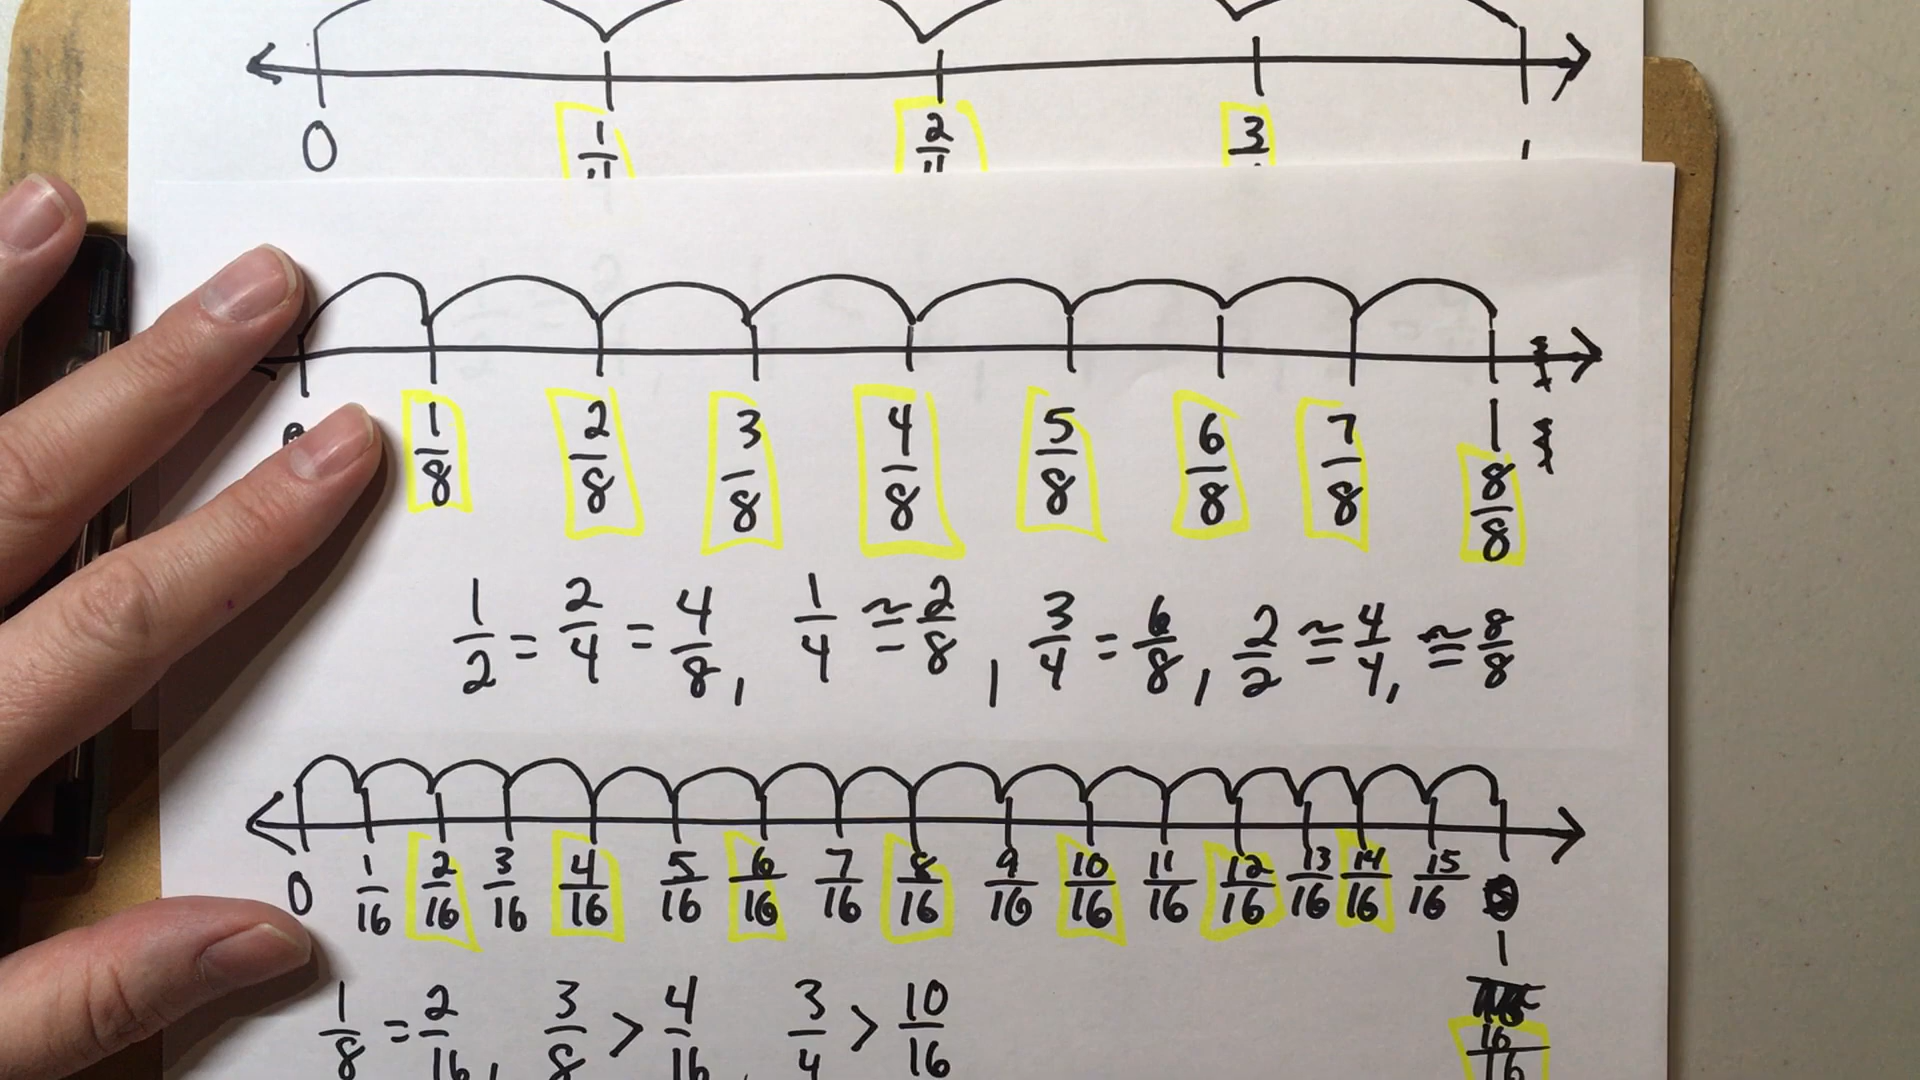 0 1/4 2/4 3/ 1
1/8 2/8 3/8 4/8 5/8 6/8 7/8 1
8/8
1/2 = 2/4 = 4/8, 1/4 ≅ 2/8, 3/4 = 6/8, 2/2 ≅ 4/4, ≅ 8/8
0 1/16 2/16 3/16 4/16 5/16 6/16 7/16 8/16 9/16 10/16 11/16 12/16 13/16 14/16 15/16
1
16/16
1/8 = 2/16, 3/8 > 4/16, 3/4 > 10/16